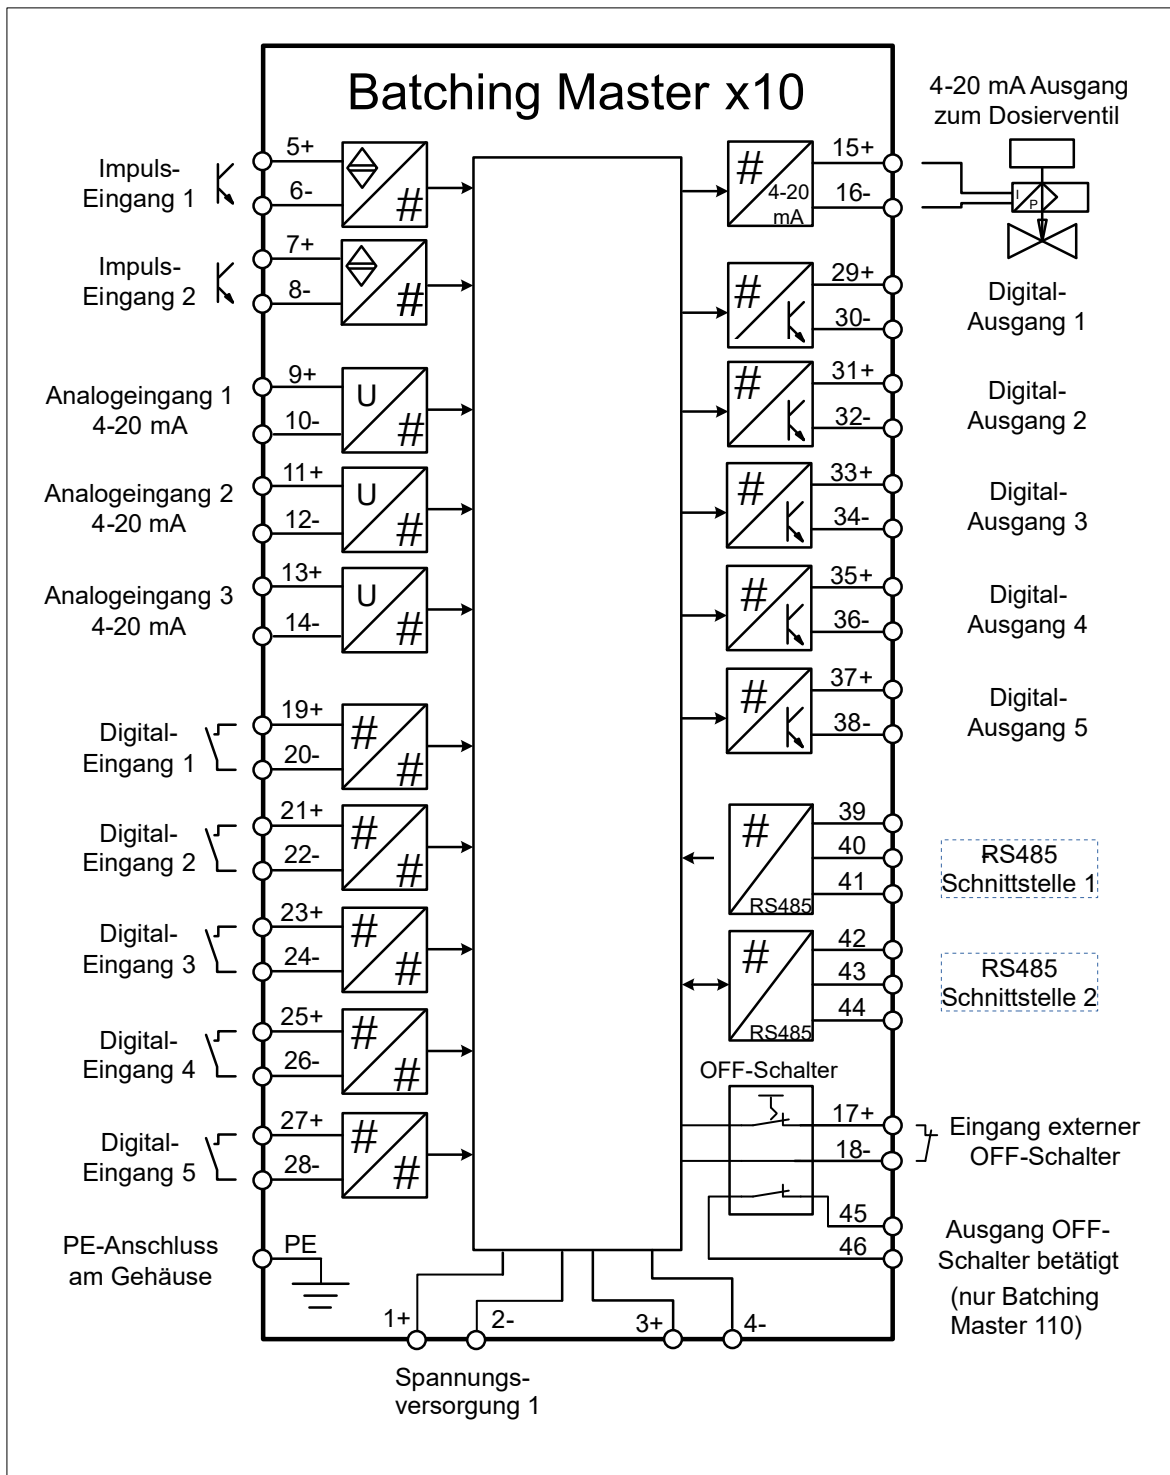 Batching Master x10
4-20 mA Ausgang
zum Dosierventil
Impuls-
Eingang 1
5+
6-
#
Impuls-
Eingang 2
7+
8-
#
Analogeingang 1
4-20 mA
9+
10-
U
#
Analogeingang 2
4-20 mA
11+
12-
U
#
Analogeingang 3
4-20 mA
13+
14-
U
#
Digital-
Eingang 1
19+
20-
#
#
Digital-
Eingang 2
21+
22-
#
#
Digital-
Eingang 3
23+
24-
#
#
Digital-
Eingang 4
25+
26-
#
#
Digital-
Eingang 5
27+
28-
#
#
PE-Anschluss
am Gehäuse
PE
#
4-20
mA
15+
16-
I
P
#
29+
30-
Digital-
Ausgang 1
#
31+
32-
Digital-
Ausgang 2
#
33+
34-
Digital-
Ausgang 3
#
35+
36-
Digital-
Ausgang 4
#
37+
38-
Digital-
Ausgang 5
#
RS485
39
40
41
RS485
Schnittstelle 1
#
RS485
42
43
44
RS485
Schnittstelle 2
OFF-Schalter
17+
18-
Eingang externer
OFF-Schalter
45
46
Ausgang OFF-
Schalter betätigt
(nur Batching
Master 110)
1+
2-
3+
4-
Spannungs-
versorgung 1